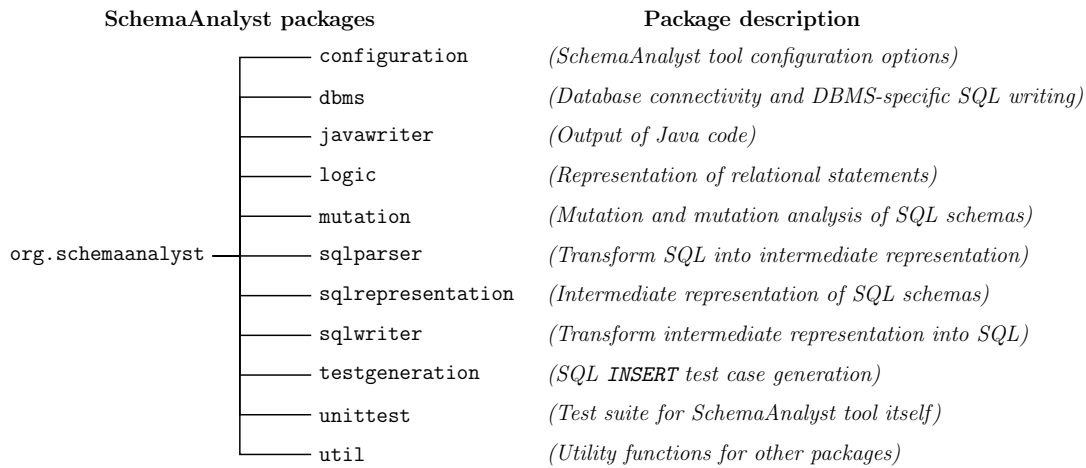 SchemaAnalyst packages Package description
configuration (SchemaAnalyst tool configuration options)
dbms (Database connectivity and DBMS-specific SQL writing)
javawriter (Output of Java code)
logic (Representation of relational statements)
mutation (Mutation and mutation analysis of SQL schemas)
org.schemaanalyst sqlparser (Transform SQL into intermediate representation)
sqlrepresentation (Intermediate representation of SQL schemas)
sqlwriter (Transform intermediate representation into SQL)
testgeneration (SQL INSERT test case generation)
unittest (Test suite for SchemaAnalyst tool itself)
util (Utility functions for other packages)